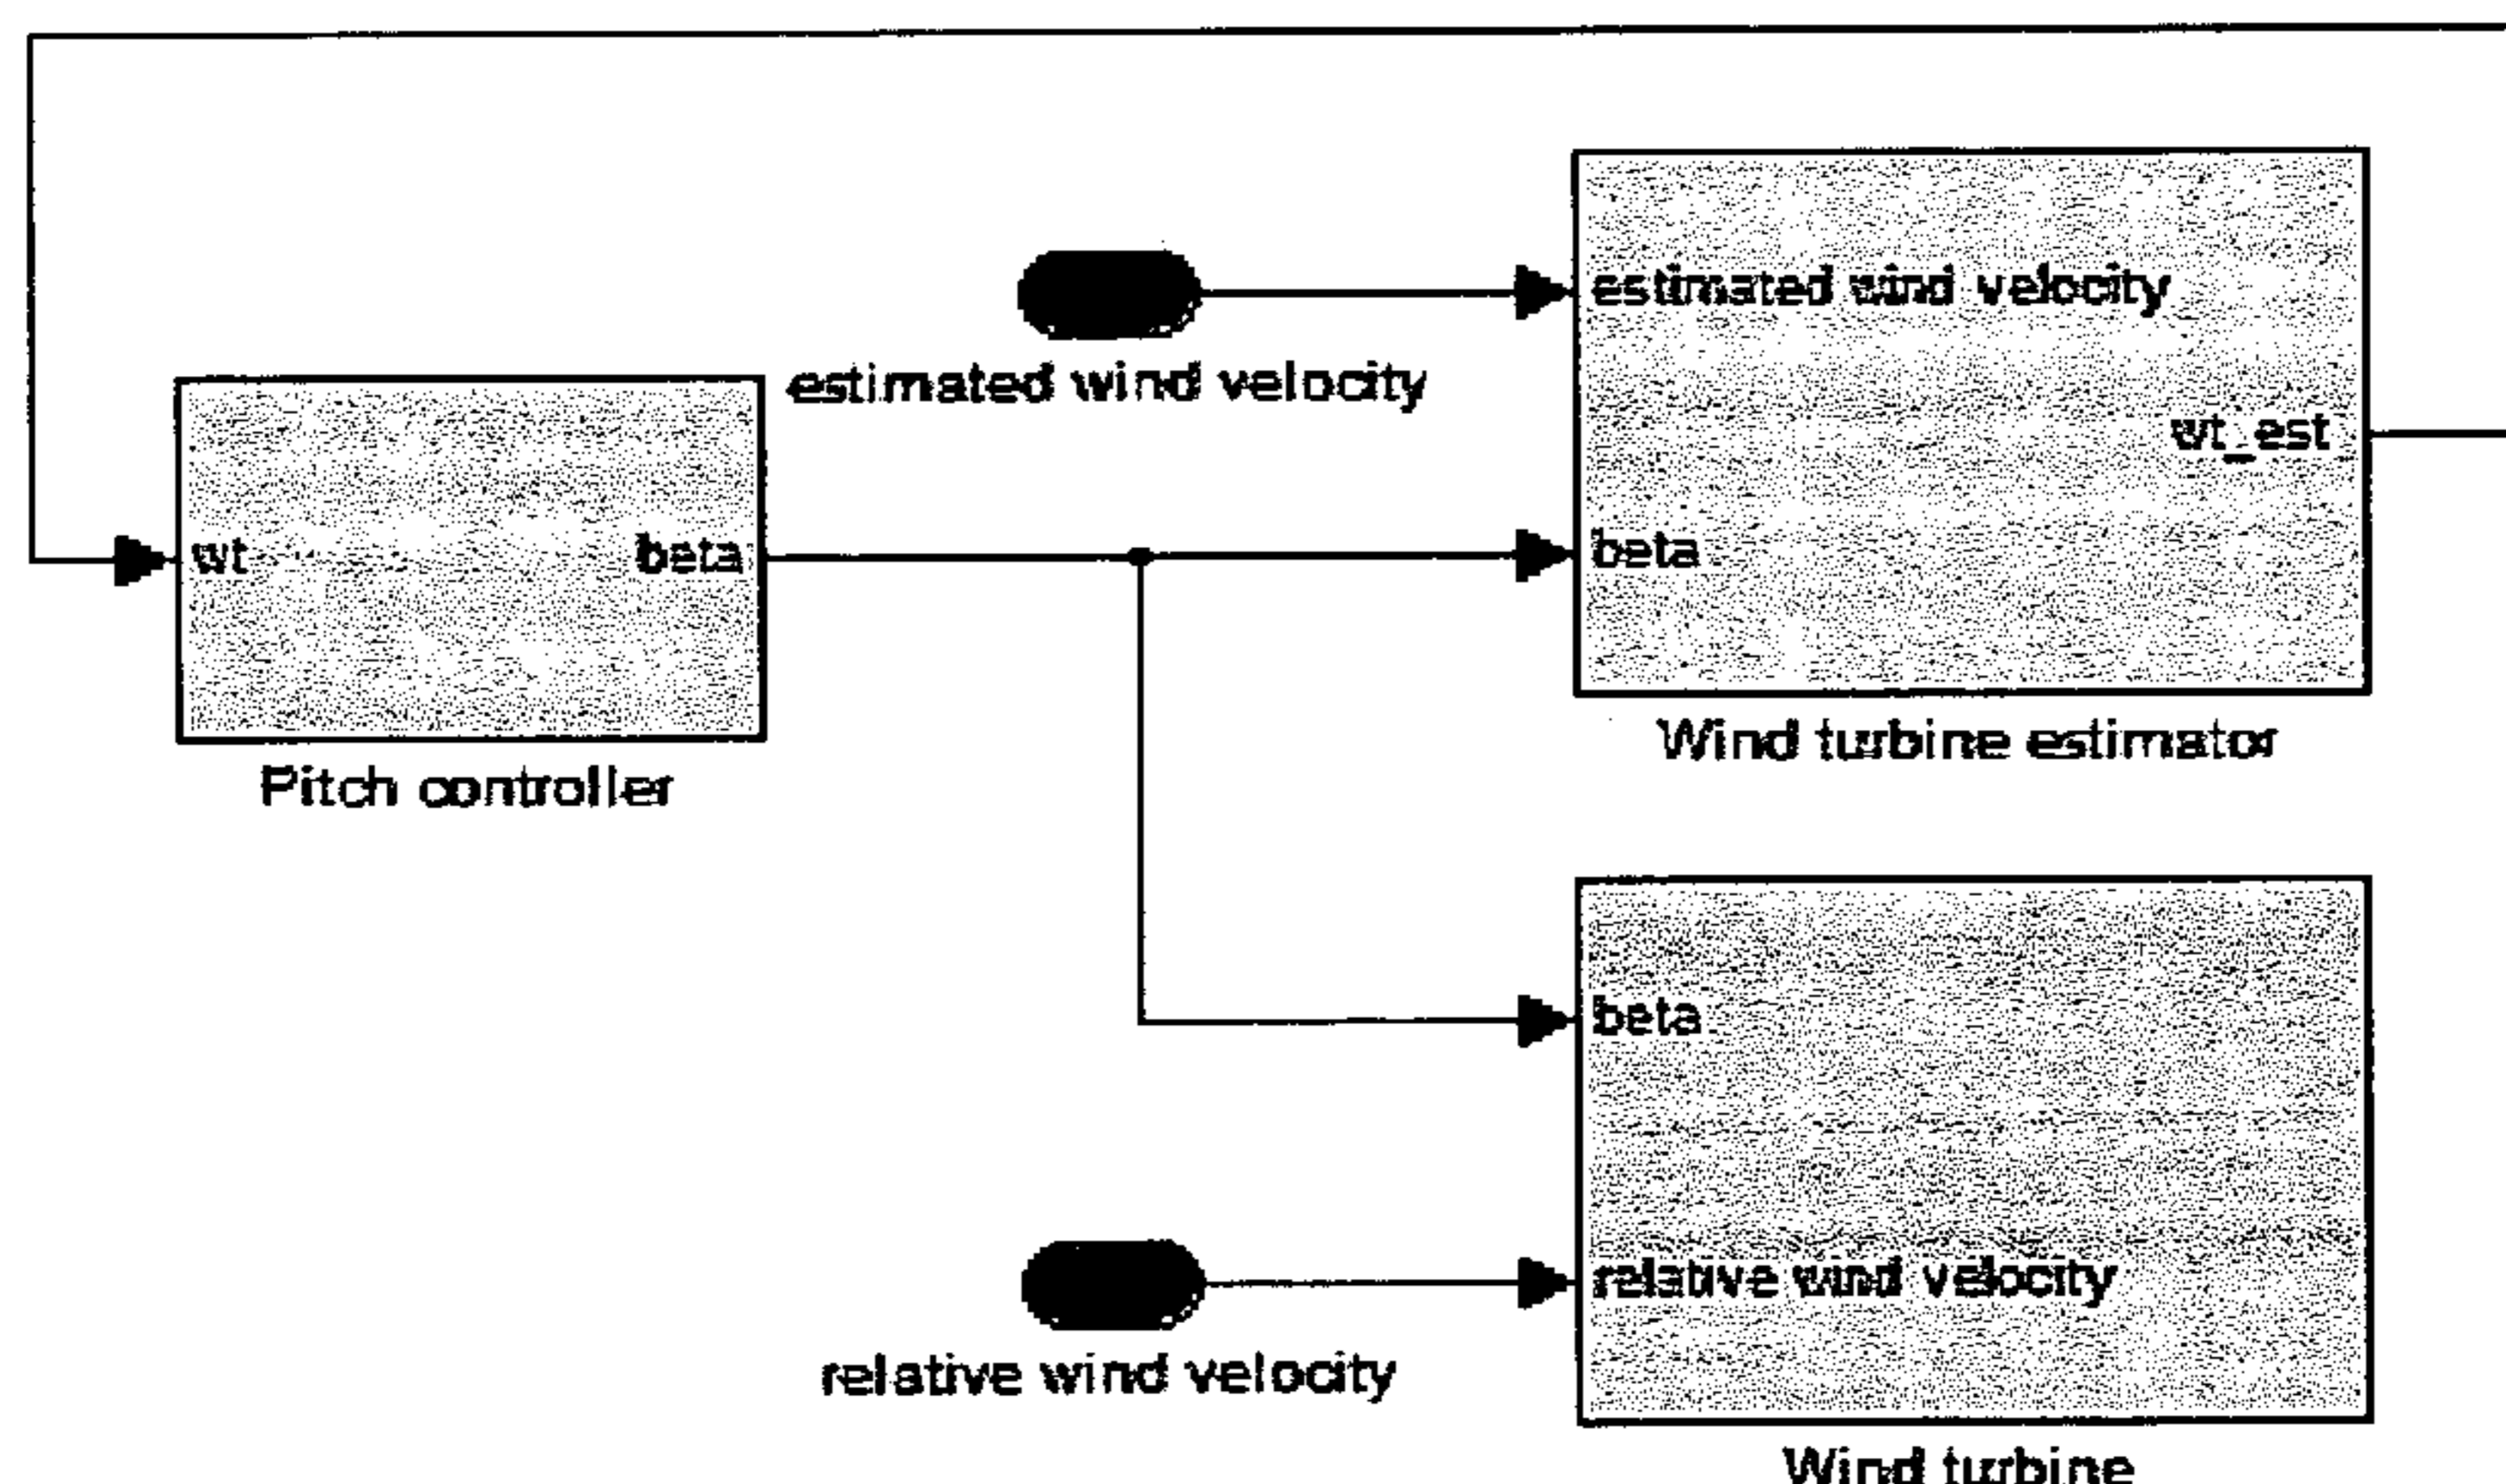 estimated wind velocity
estimated wind velocity
wt_est
wt
beta
beta
Pitch controller
Wind turbine estimator
beta
relative wind velocity
relative wind velocity
Wind turbine